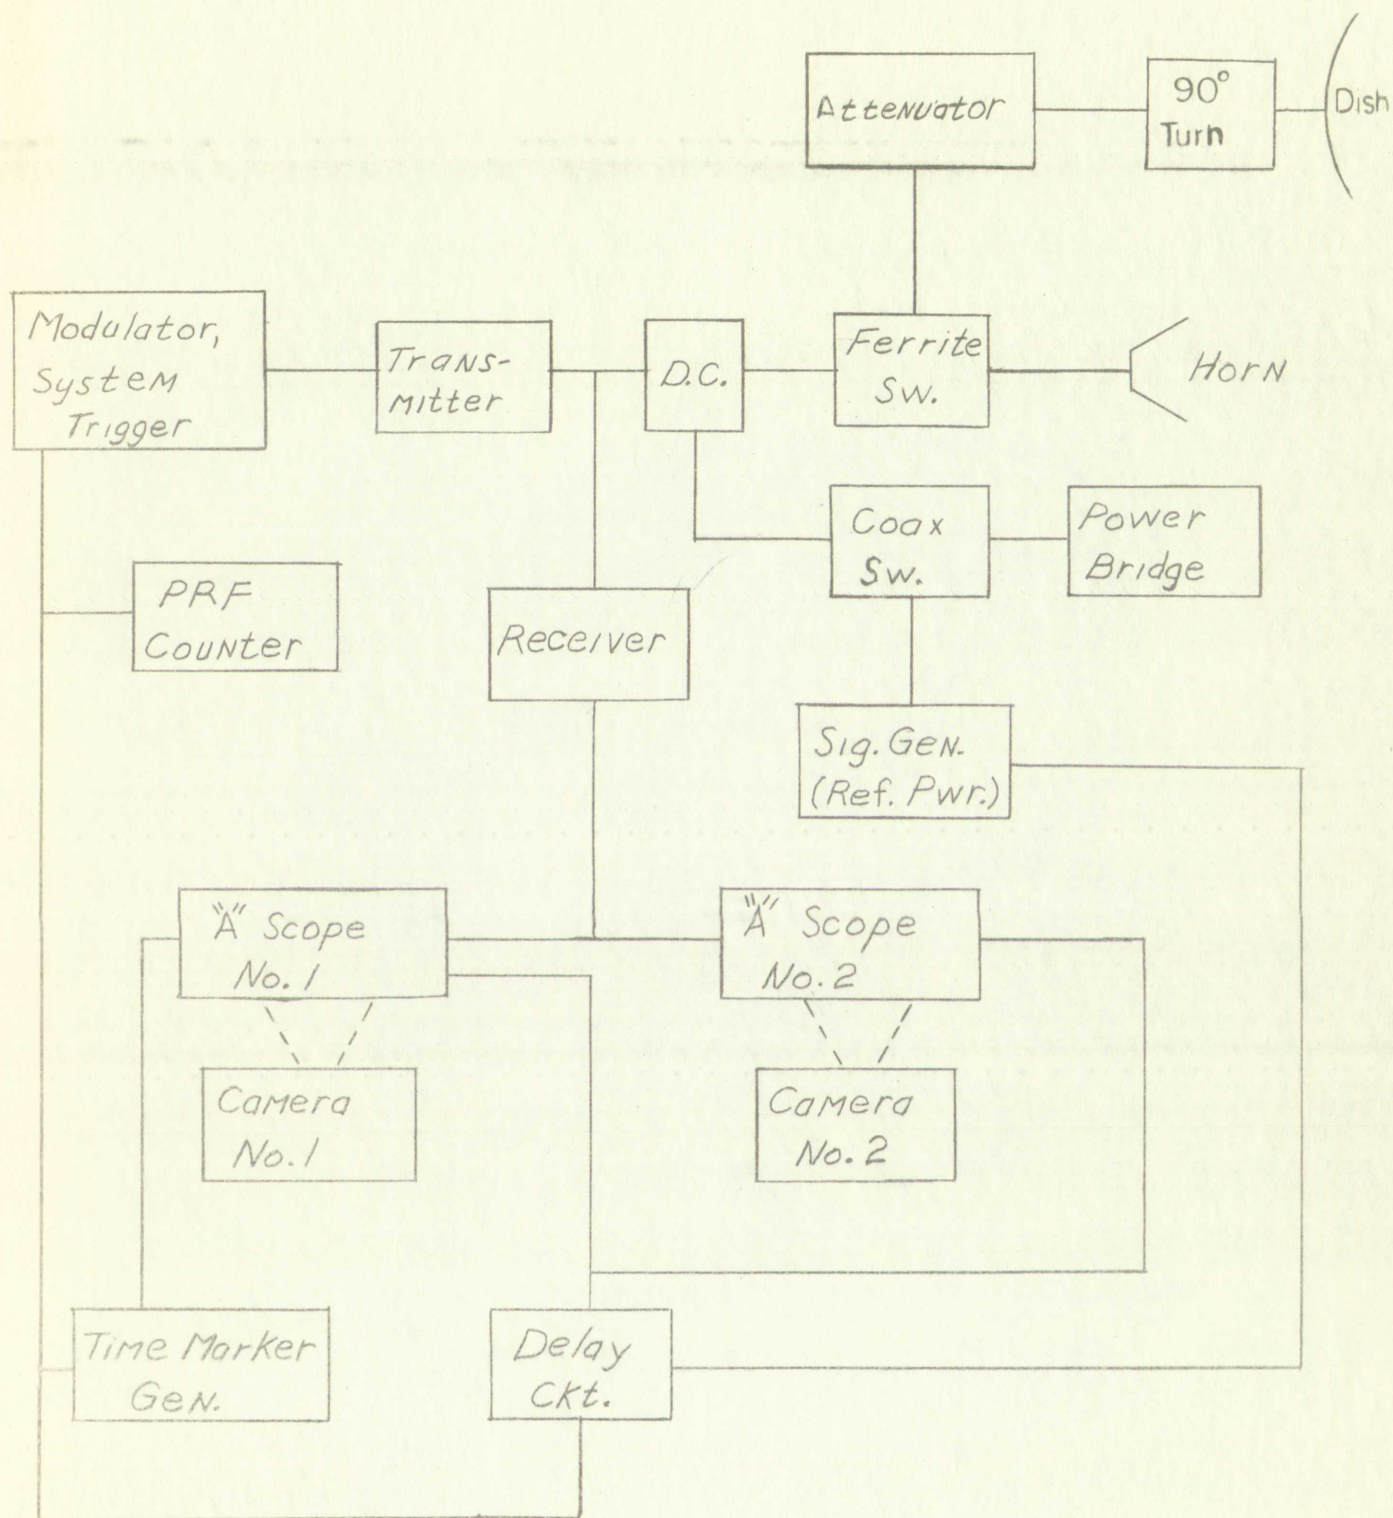 Attenuator
90°
Turn
Dish
Modulator,
System
Trigger
Trans-
mitter
D.C.
Ferrite
Sw.
Horn
Coax
Sw.
Power
Bridge
PRF
Counter
Receiver
Sig. Gen.
(Ref. Pwr.)
"A" Scope
No. 1
"A" Scope
No. 2
Camera
No. 1
Camera
No. 2
Time Marker
Gen.
Delay
Ckt.